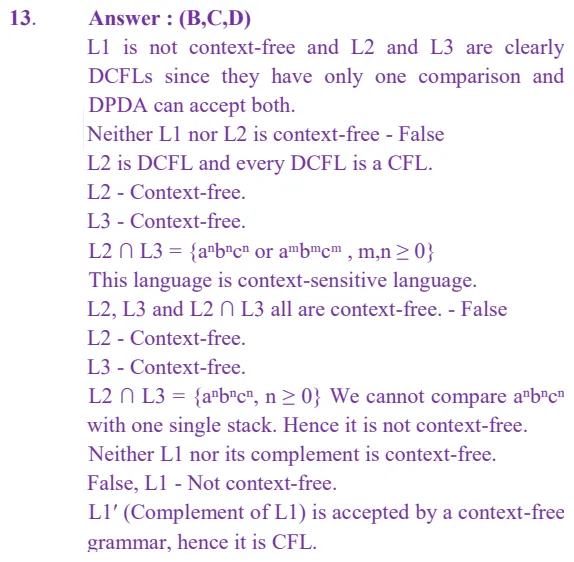 13. Answer : (B,C,D)
L1 is not context-free and L2 and L3 are clearly
DCFLs since they have only one comparison and
DPDA can accept both.
Neither L1 nor L2 is context-free - False
L2 is DCFL and every DCFL is a CFL.
L2 - Context-free.
L3 - Context-free.
L2 ∩ L3 = {aⁿbⁿcⁿ or aᵐbᵐcᵐ , m,n ≥ 0}
This language is context-sensitive language.
L2, L3 and L2 ∩ L3 all are context-free. - False
L2 - Context-free.
L3 - Context-free.
L2 ∩ L3 = {aⁿbⁿcⁿ, n ≥ 0} We cannot compare aⁿbⁿcⁿ
with one single stack. Hence it is not context-free.
Neither L1 nor its complement is context-free.
False, L1 - Not context-free.
L1′ (Complement of L1) is accepted by a context-free
grammar, hence it is CFL.